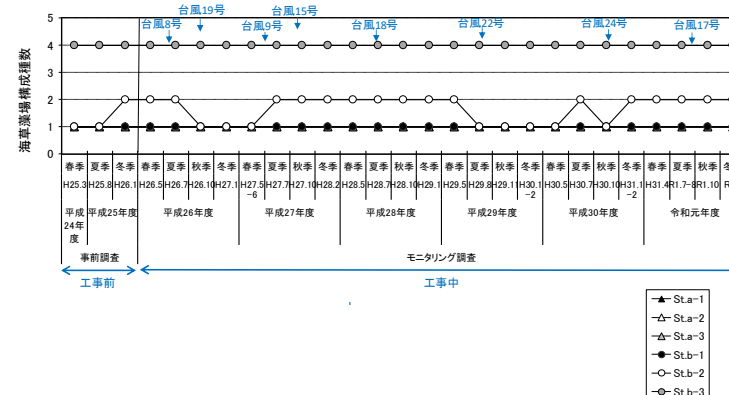 台風19号
台風15号
台風8号
台風9号
台風18号
台風22号
台風24号
台風17号
海草藻場構成種数
5
4
3
2
1
0
春季 夏季 冬季 春季 夏季 秋季 冬季 春季 夏季 秋季 冬季 春季 夏季 秋季 冬季 春季 夏季 秋季 冬季 春季 夏季 秋季 冬季 春季 夏季 秋季
H25.3 H25.8 H26.1 H26.5 H26.7 H26.10 H27.1 H27.5-6 H27.7 H27.10 H28.2 H28.5 H28.7 H28.10 H29.1 H29.5 H29.8 H29.11 H30.1-2 H30.5 H30.7 H30.10 H31.1-2 H31.4 R1.7-8 R1.10 R
平成24年度 平成25年度 平成26年度 平成27年度 平成28年度 平成29年度 平成30年度 令和元年度
事前調査 モニタリング調査
工事前 工事中
St.a-1
St.a-2
St.a-3
St.b-1
St.b-2
St.b-3